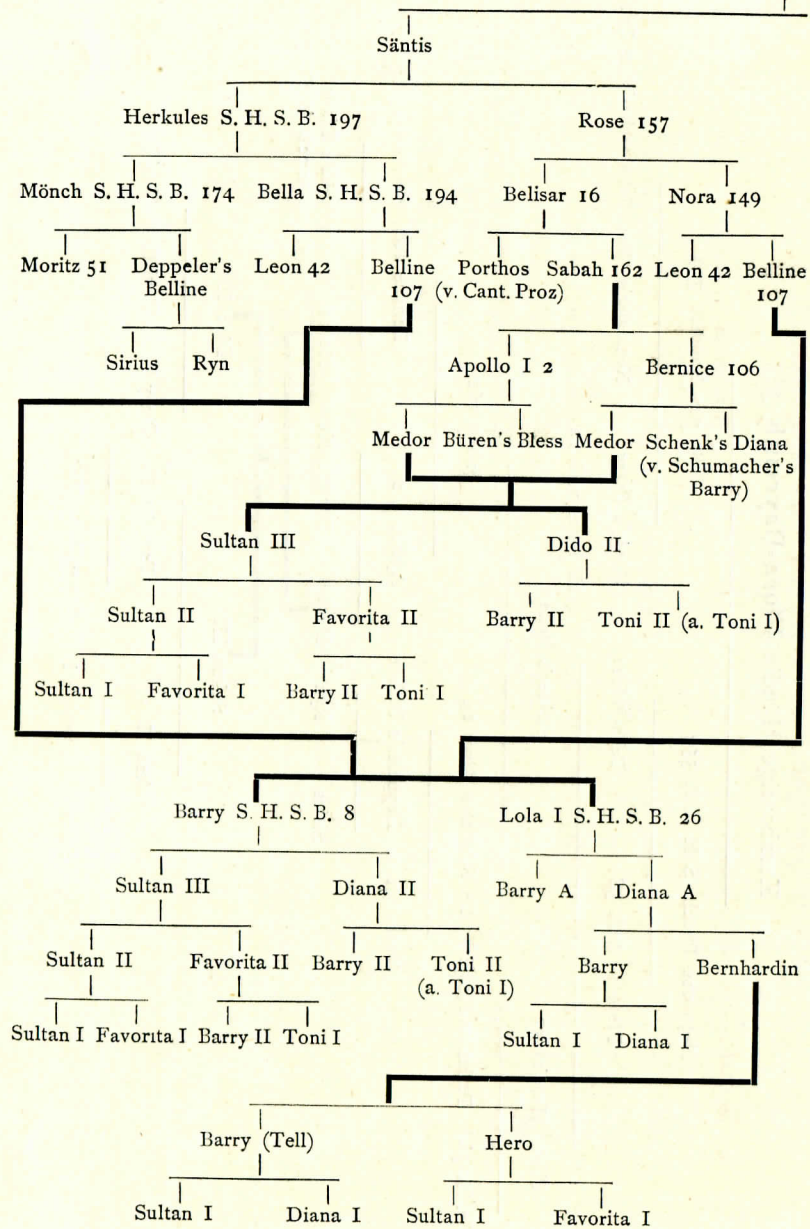 Säntis
Herkules S. H. S. B. 197 Rose 157
Mönch S. H. S. B. 174 Bella S. H. S. B. 194 Belisar 16 Nora 149
Moritz 51 Deppeler's Leon 42 Belline Porthos Sabah 162 Leon 42 Belline
Belline 107 (v. Cant. Proz) 107
Sirius Ryn Apollo I 2 Bernice 106
Medor Büren's Bless Medor Schenk's Diana
(v. Schumacher's
Barry)
Sultan III Dido II
Sultan II Favorita II Barry II Toni II (a. Toni I)
Sultan I Favorita I Barry II Toni I
Barry S. H. S. B. 8 Lola I S. H. S. B. 26
Sultan III Diana II Barry A Diana A
Sultan II Favorita II Barry II Toni II Barry Bernhardin
(a. Toni I)
Sultan I Favorita I Barry II Toni I Sultan I Diana I
Barry (Tell) Hero
Sultan I Diana I Sultan I Favorita I